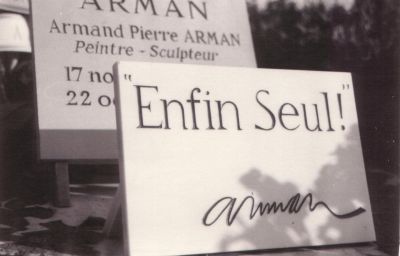 ARMAN
Armand Pierre ARMAN
Peintre - Sculpteur
17 no
22 o
"Enfin Seul!"
arman